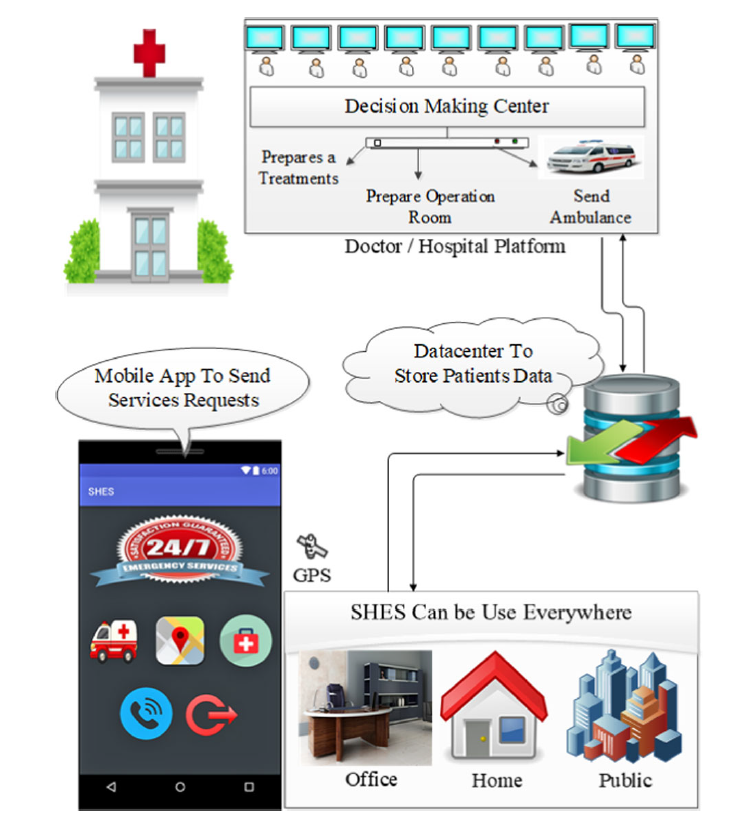 Decision Making Center
Prepares a
Treatments
Prepare Operation
Room
Send
Ambulance
Doctor / Hospital Platform
Datacenter To
Store Patients Data
Mobile App To Send
Services Requests
6:00
SHES
SATISFACTION GUARANTEED
24/7
EMERGENCY SERVICES
GPS
SHES Can be Use Everywhere
Office
Home
Public